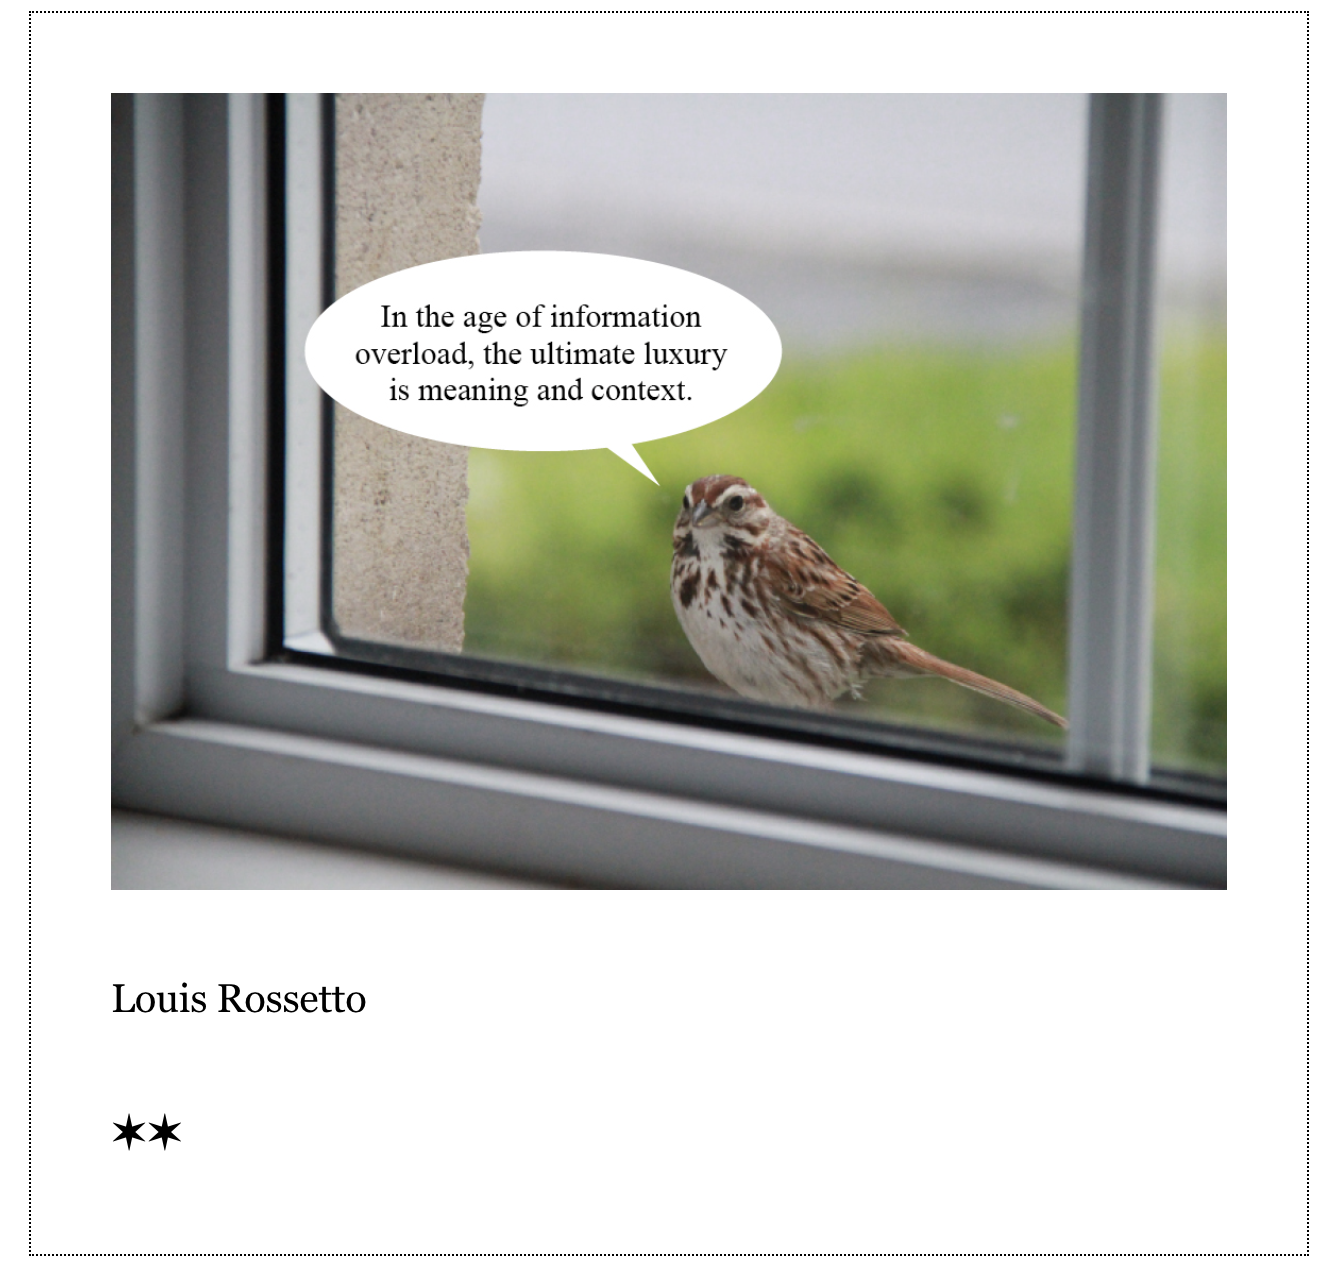 In the age of information
overload, the ultimate luxury
is meaning and context.
Louis Rossetto
✶✶